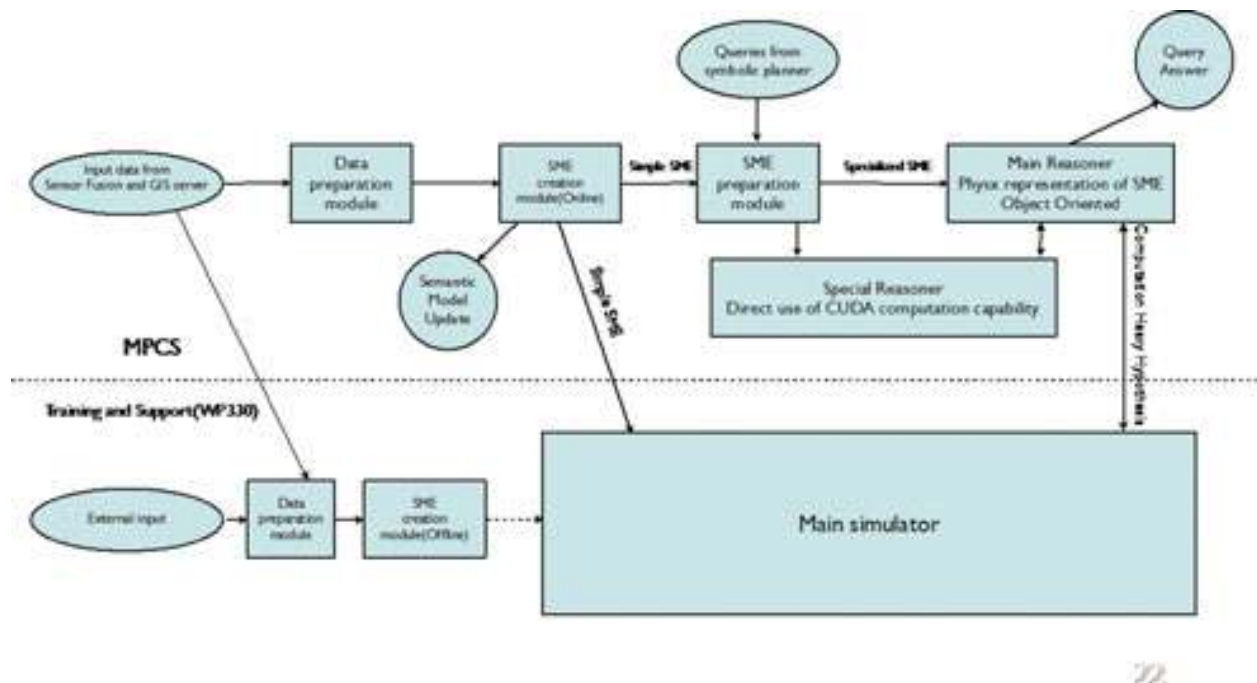 Queries from
symbolic planner
Query
Answer
Input data from
Sensor Fusion and GIS server
Data
preparation
module
SME
creation
module(Online)
Simple SME
SME
preparation
module
Specialized SME
Main Reasoner
Physx representation of SME
Object Oriented
Semantic
Model
Update
Simple SME
Special Reasoner
Direct use of CUDA computation capability
Computation Heavy Hypothesis
MPCS
Training and Support(WP330)
External input
Data
preparation
module
SME
creation
module(Offline)
Main simulator
22